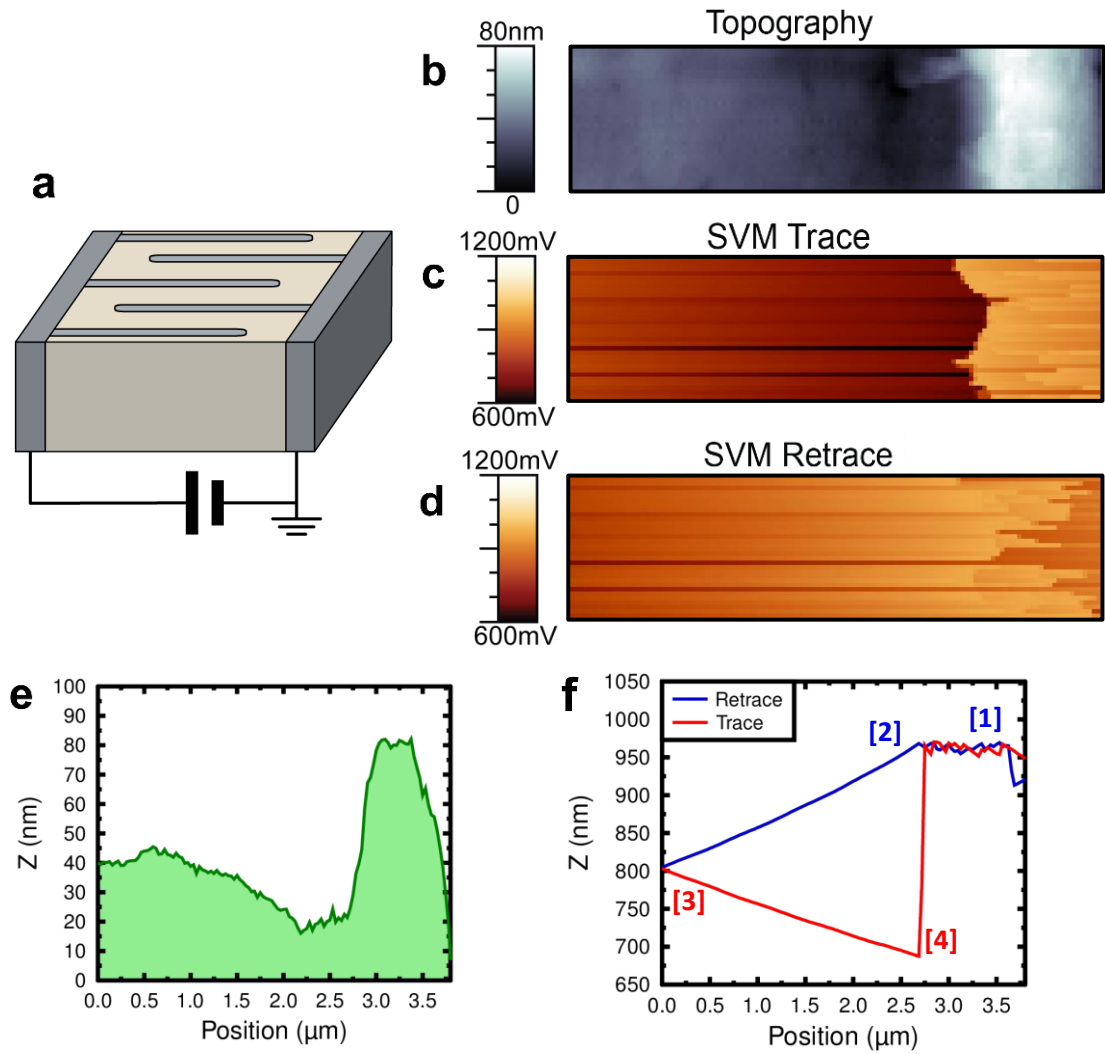 a
b
Topography
80nm
0
c
SVM Trace
1200mV
600mV
d
SVM Retrace
1200mV
600mV
e
100
90
80
70
60
50
40
30
20
10
0
Z (nm)
0.0 0.5 1.0 1.5 2.0 2.5 3.0 3.5
Position (µm)
f
1050
1000
950
900
850
800
750
700
650
Z (nm)
Retrace
Trace
[1]
[2]
[3]
[4]
0.0 0.5 1.0 1.5 2.0 2.5 3.0 3.5
Position (µm)